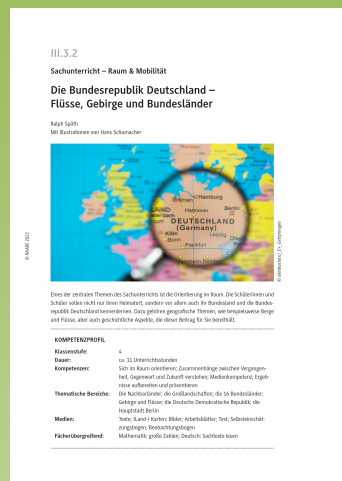 III.3.2
Sachunterricht – Raum & Mobilität
Die Bundesrepublik Deutschland –
Flüsse, Gebirge und Bundesländer
Ralph Späth
Mit Illustrationen von Hans Schumacher
Bremen
Hamburg
Hannover
Berlin
DEUTSCHLAND
(Germany)
Köln
Bonn
Leipzig
Frankfurt
© RAABE 2022
Eines der zentralen Themen des Sachunterrichts ist die Orientierung im Raum. Die Schülerinnen und
Schüler sollen nicht nur ihren Heimatort, sondern vor allem auch ihr Bundesland und die Bundes-
republik Deutschland kennenlernen. Dazu gehören geografische Themen, wie beispielsweise Berge
und Flüsse, aber auch geschichtliche Aspekte, die dieser Beitrag für Sie bereithält.
KOMPETENZPROFIL
Klassenstufe: 4
Dauer: ca. 11 Unterrichtsstunden
Kompetenzen: Sich im Raum orientieren; Zusammenhänge zwischen Vergangen-
heit, Gegenwart und Zukunft verstehen; Medienkompetenz; Ergeb-
nisse aufbereiten und präsentieren
Thematische Bereiche: Die Nachbarländer; die Großlandschaften; die 16 Bundesländer;
Gebirge und Flüsse; die Deutsche Demokratische Republik; die
Hauptstadt Berlin
Medien: Texte; (Land-) Karten; Bilder; Arbeitsblätter; Test; Selbsteinschät-
zungsbogen; Beobachtungsbogen
Fächerübergreifend: Mathematik: große Zahlen; Deutsch: Sachtexte lesen